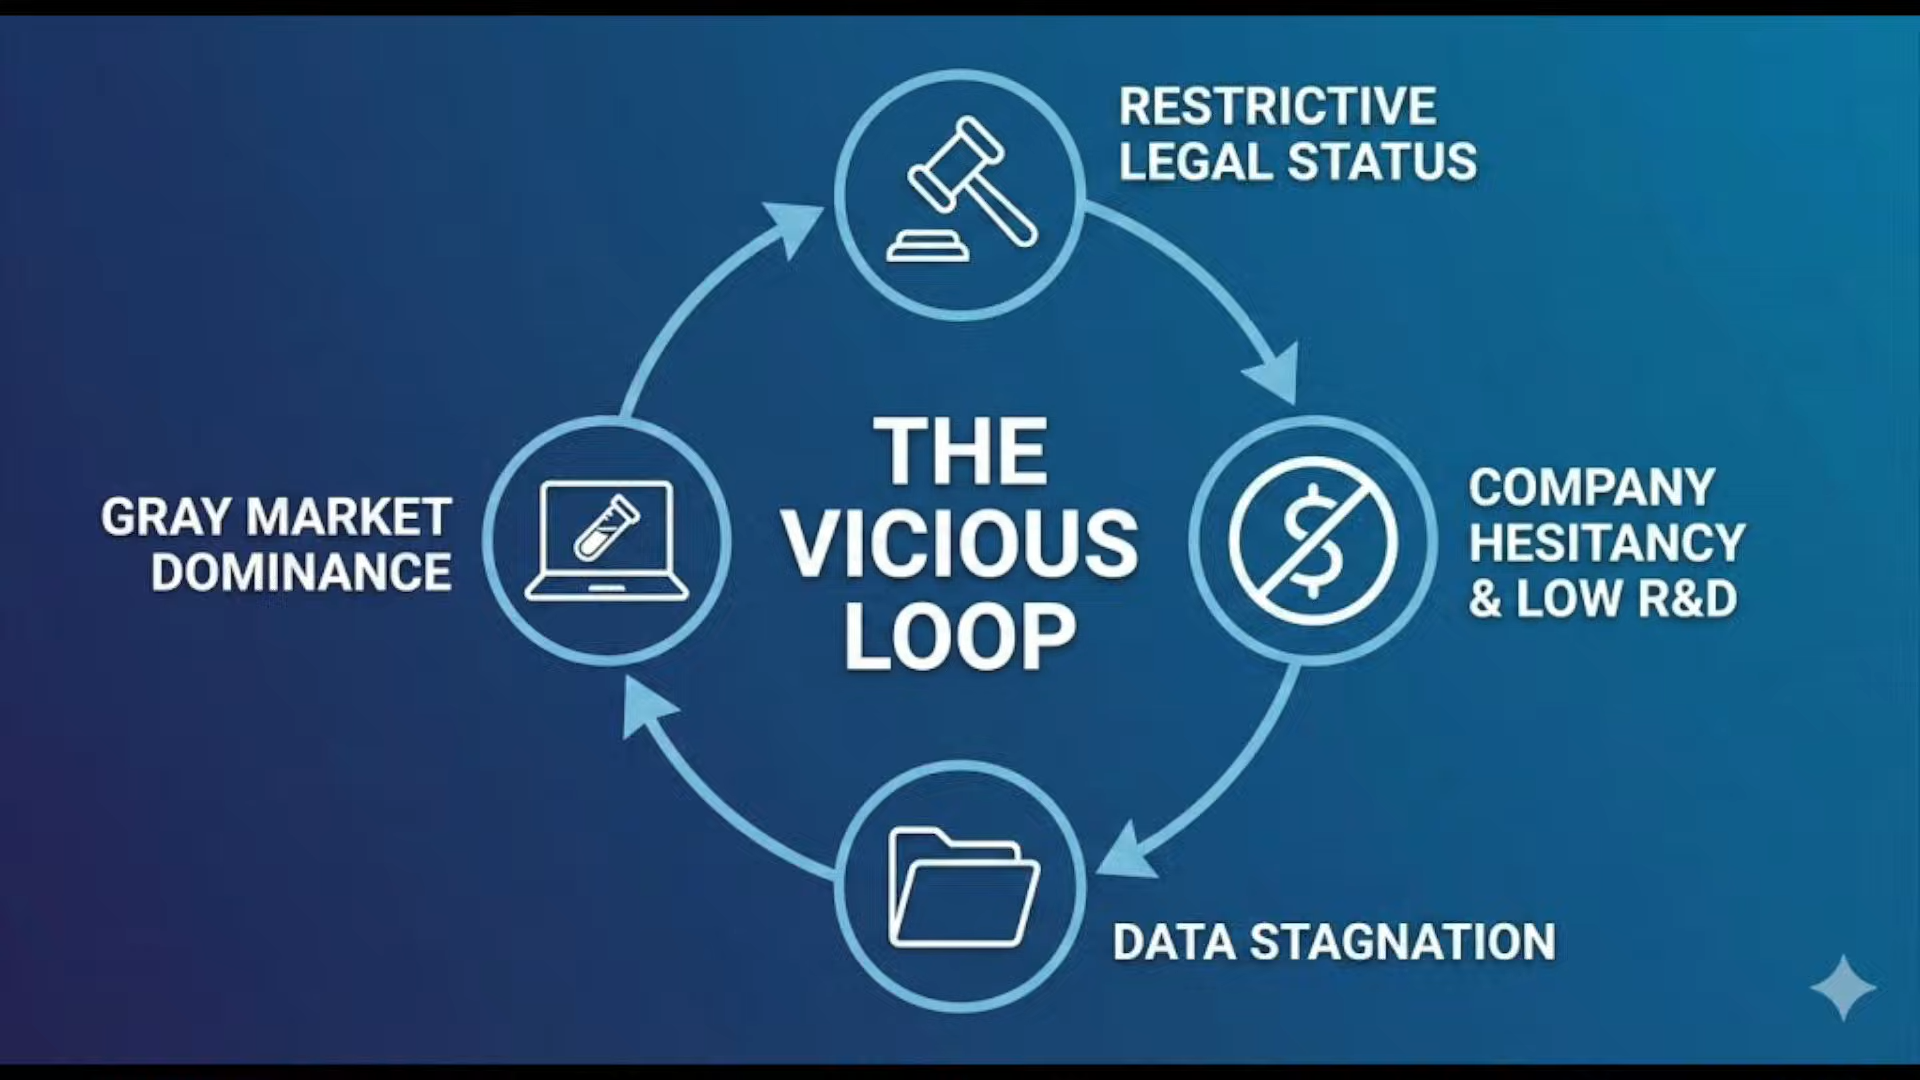 RESTRICTIVE
LEGAL STATUS
THE
VICIOUS
LOOP
GRAY MARKET
DOMINANCE
COMPANY
HESITANCY
& LOW R&D
DATA STAGNATION